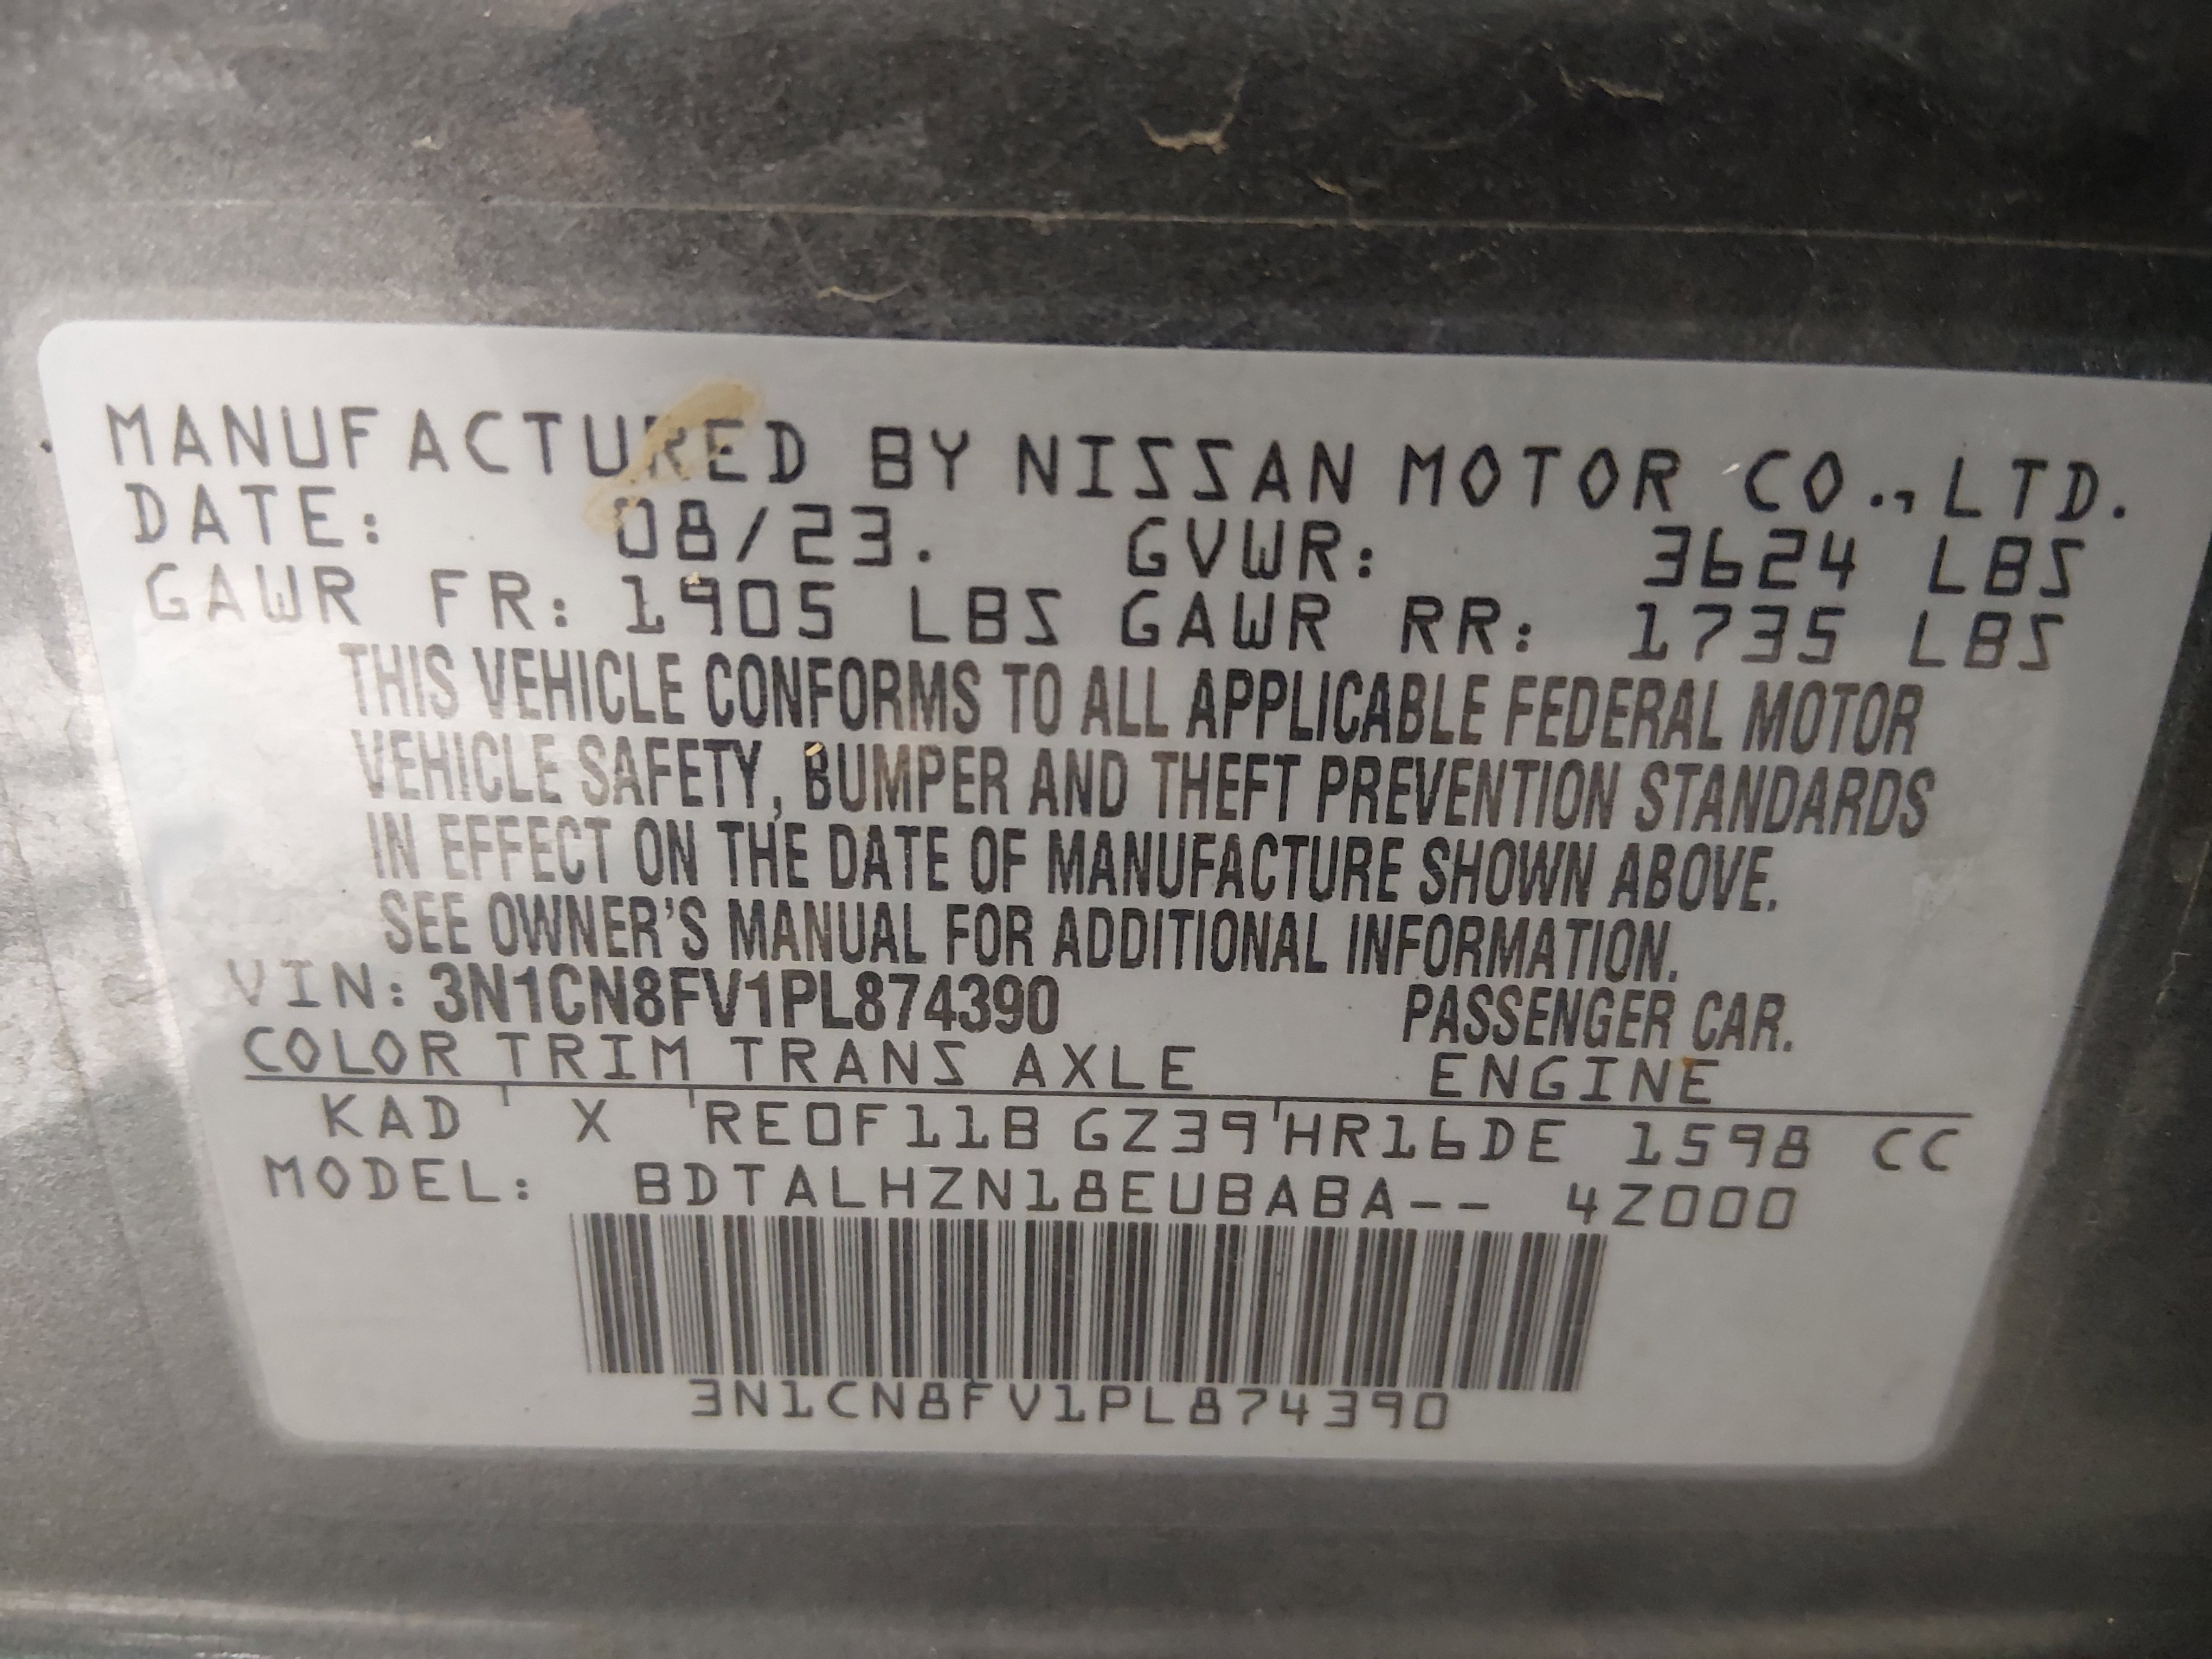 MANUFACTURED BY NISSAN MOTOR CO., LTD.
DATE: 08/23. GVWR: 3624 LBS
GAWR FR: 1905 LBS GAWR RR: 1735 LBS
THIS VEHICLE CONFORMS TO ALL APPLICABLE FEDERAL MOTOR
VEHICLE SAFETY, BUMPER AND THEFT PREVENTION STANDARDS
IN EFFECT ON THE DATE OF MANUFACTURE SHOWN ABOVE.
SEE OWNER'S MANUAL FOR ADDITIONAL INFORMATION.
VIN: 3N1CN8FV1PL874390 PASSENGER CAR.
COLOR TRIM TRANS AXLE ENGINE
KAD X RE0F11B GZ39 HR16DE 1598 CC
MODEL: BDTALHZN18EUBABA-- 4Z000
3N1CN8FV1PL874390